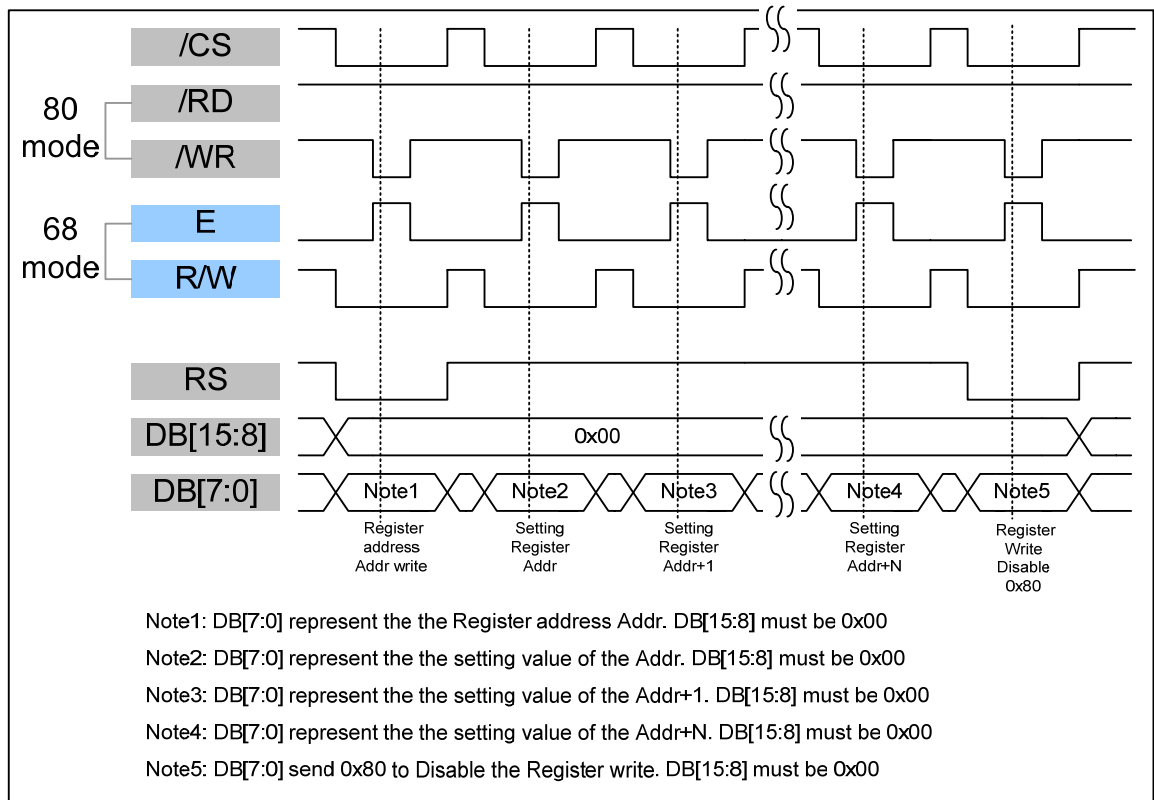 /CS
80
mode
/RD
/WR
68
mode
E
R/W
RS
DB[15:8]
0x00
DB[7:0]
Note1
Note2
Note3
Note4
Note5
Register
address
Addr write
Setting
Register
Addr
Setting
Register
Addr+1
Setting
Register
Addr+N
Register
Write
Disable
0x80
Note1: DB[7:0] represent the the Register address Addr. DB[15:8] must be 0x00
Note2: DB[7:0] represent the the setting value of the Addr. DB[15:8] must be 0x00
Note3: DB[7:0] represent the the setting value of the Addr+1. DB[15:8] must be 0x00
Note4: DB[7:0] represent the the setting value of the Addr+N. DB[15:8] must be 0x00
Note5: DB[7:0] send 0x80 to Disable the Register write. DB[15:8] must be 0x00